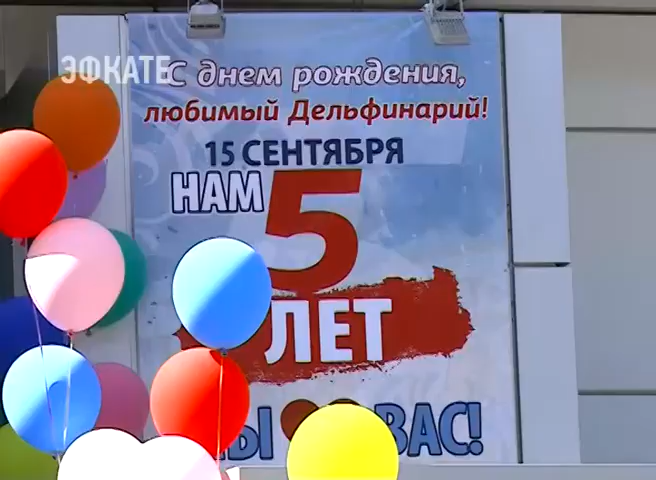 ЭФКАТЕ
С днем рождения,
любимый Дельфинарий!
15 СЕНТЯБРЯ
НАМ
5
ЛЕТ
ВАС!